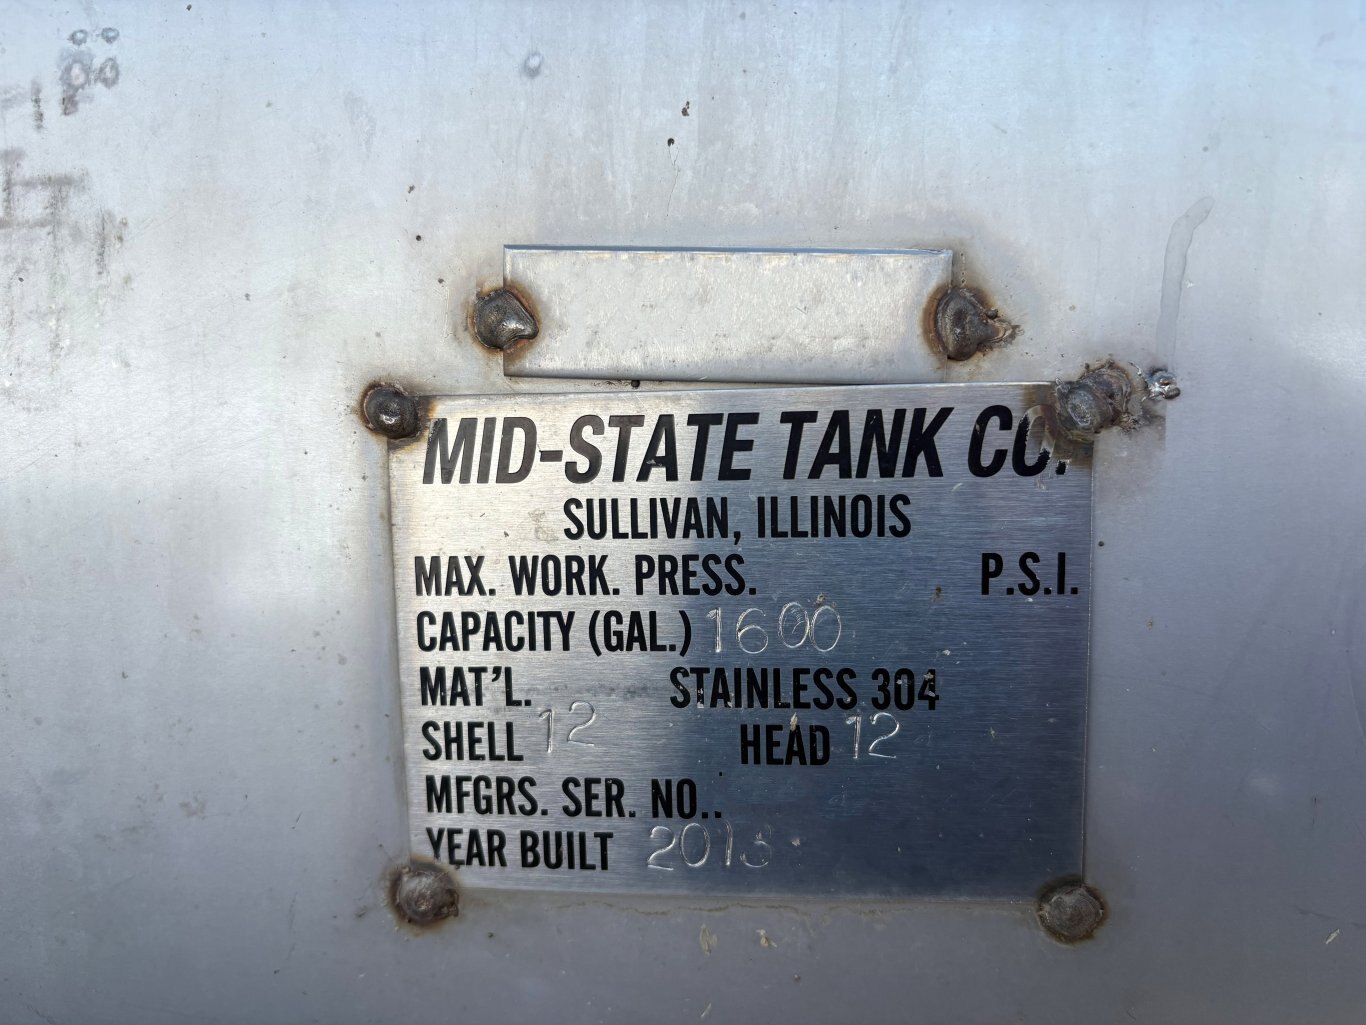 MID-STATE TANK CO.
SULLIVAN, ILLINOIS
MAX. WORK. PRESS. P.S.I.
CAPACITY (GAL.) 1600
MAT'L. STAINLESS 304
SHELL 12 HEAD 12
MFGRS. SER. NO..
YEAR BUILT 2013